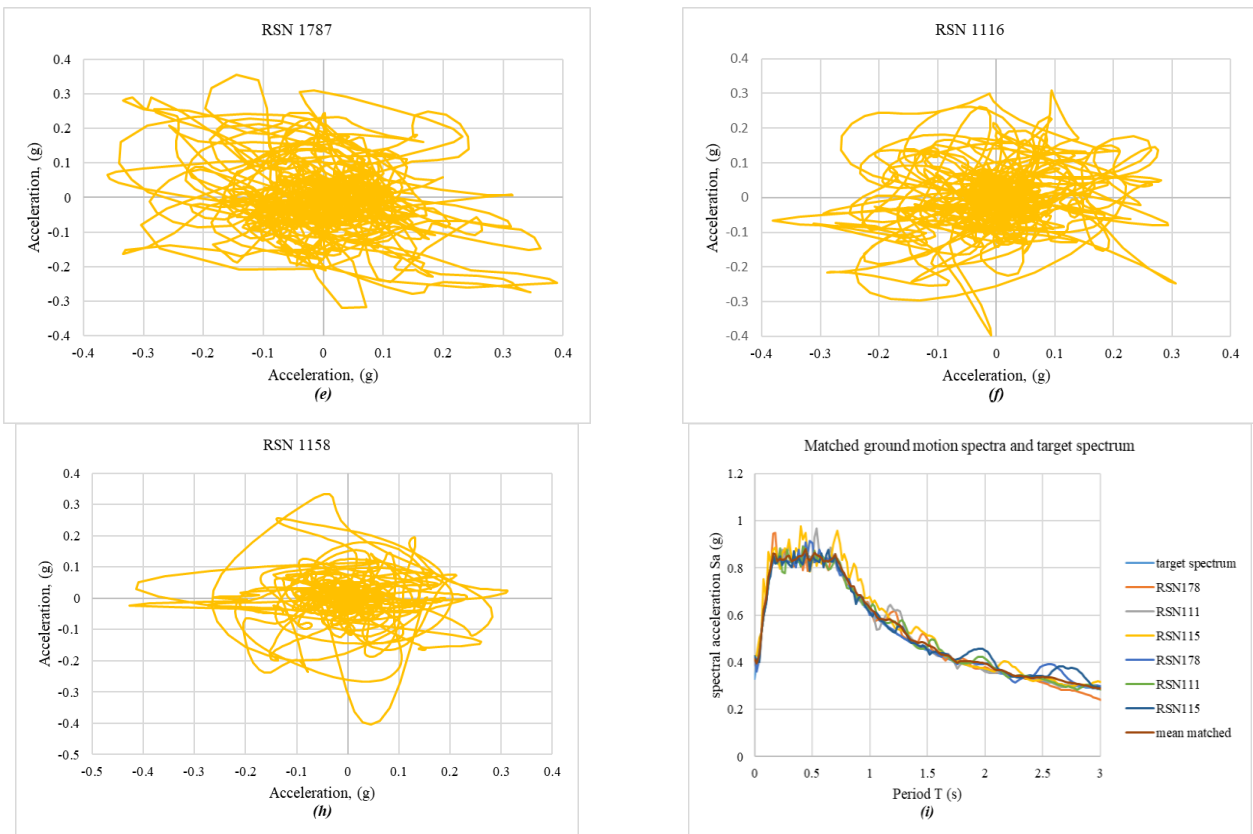 RSN 1787
0.4
0.3
0.2
0.1
0
-0.1
-0.2
-0.3
-0.4
-0.4 -0.3 -0.2 -0.1 0 0.1 0.2 0.3 0.4
Acceleration, (g)
Acceleration, (g)
(e)
RSN 1116
0.4
0.3
0.2
0.1
0
-0.1
-0.2
-0.3
-0.4
-0.4 -0.3 -0.2 -0.1 0 0.1 0.2 0.3 0.4
Acceleration, (g)
Acceleration, (g)
(f)
RSN 1158
0.4
0.3
0.2
0.1
0
-0.1
-0.2
-0.3
-0.4
-0.5
-0.5 -0.4 -0.3 -0.2 -0.1 0 0.1 0.2 0.3 0.4
Acceleration, (g)
Acceleration, (g)
(h)
Matched ground motion spectra and target spectrum
1.2
1
0.8
0.6
0.4
0.2
0
0 0.5 1 1.5 2 2.5 3
spectral acceleration Sa (g)
Period T (s)
(i)
target spectrum
RSN178
RSN111
RSN115
RSN178
RSN111
RSN115
mean matched